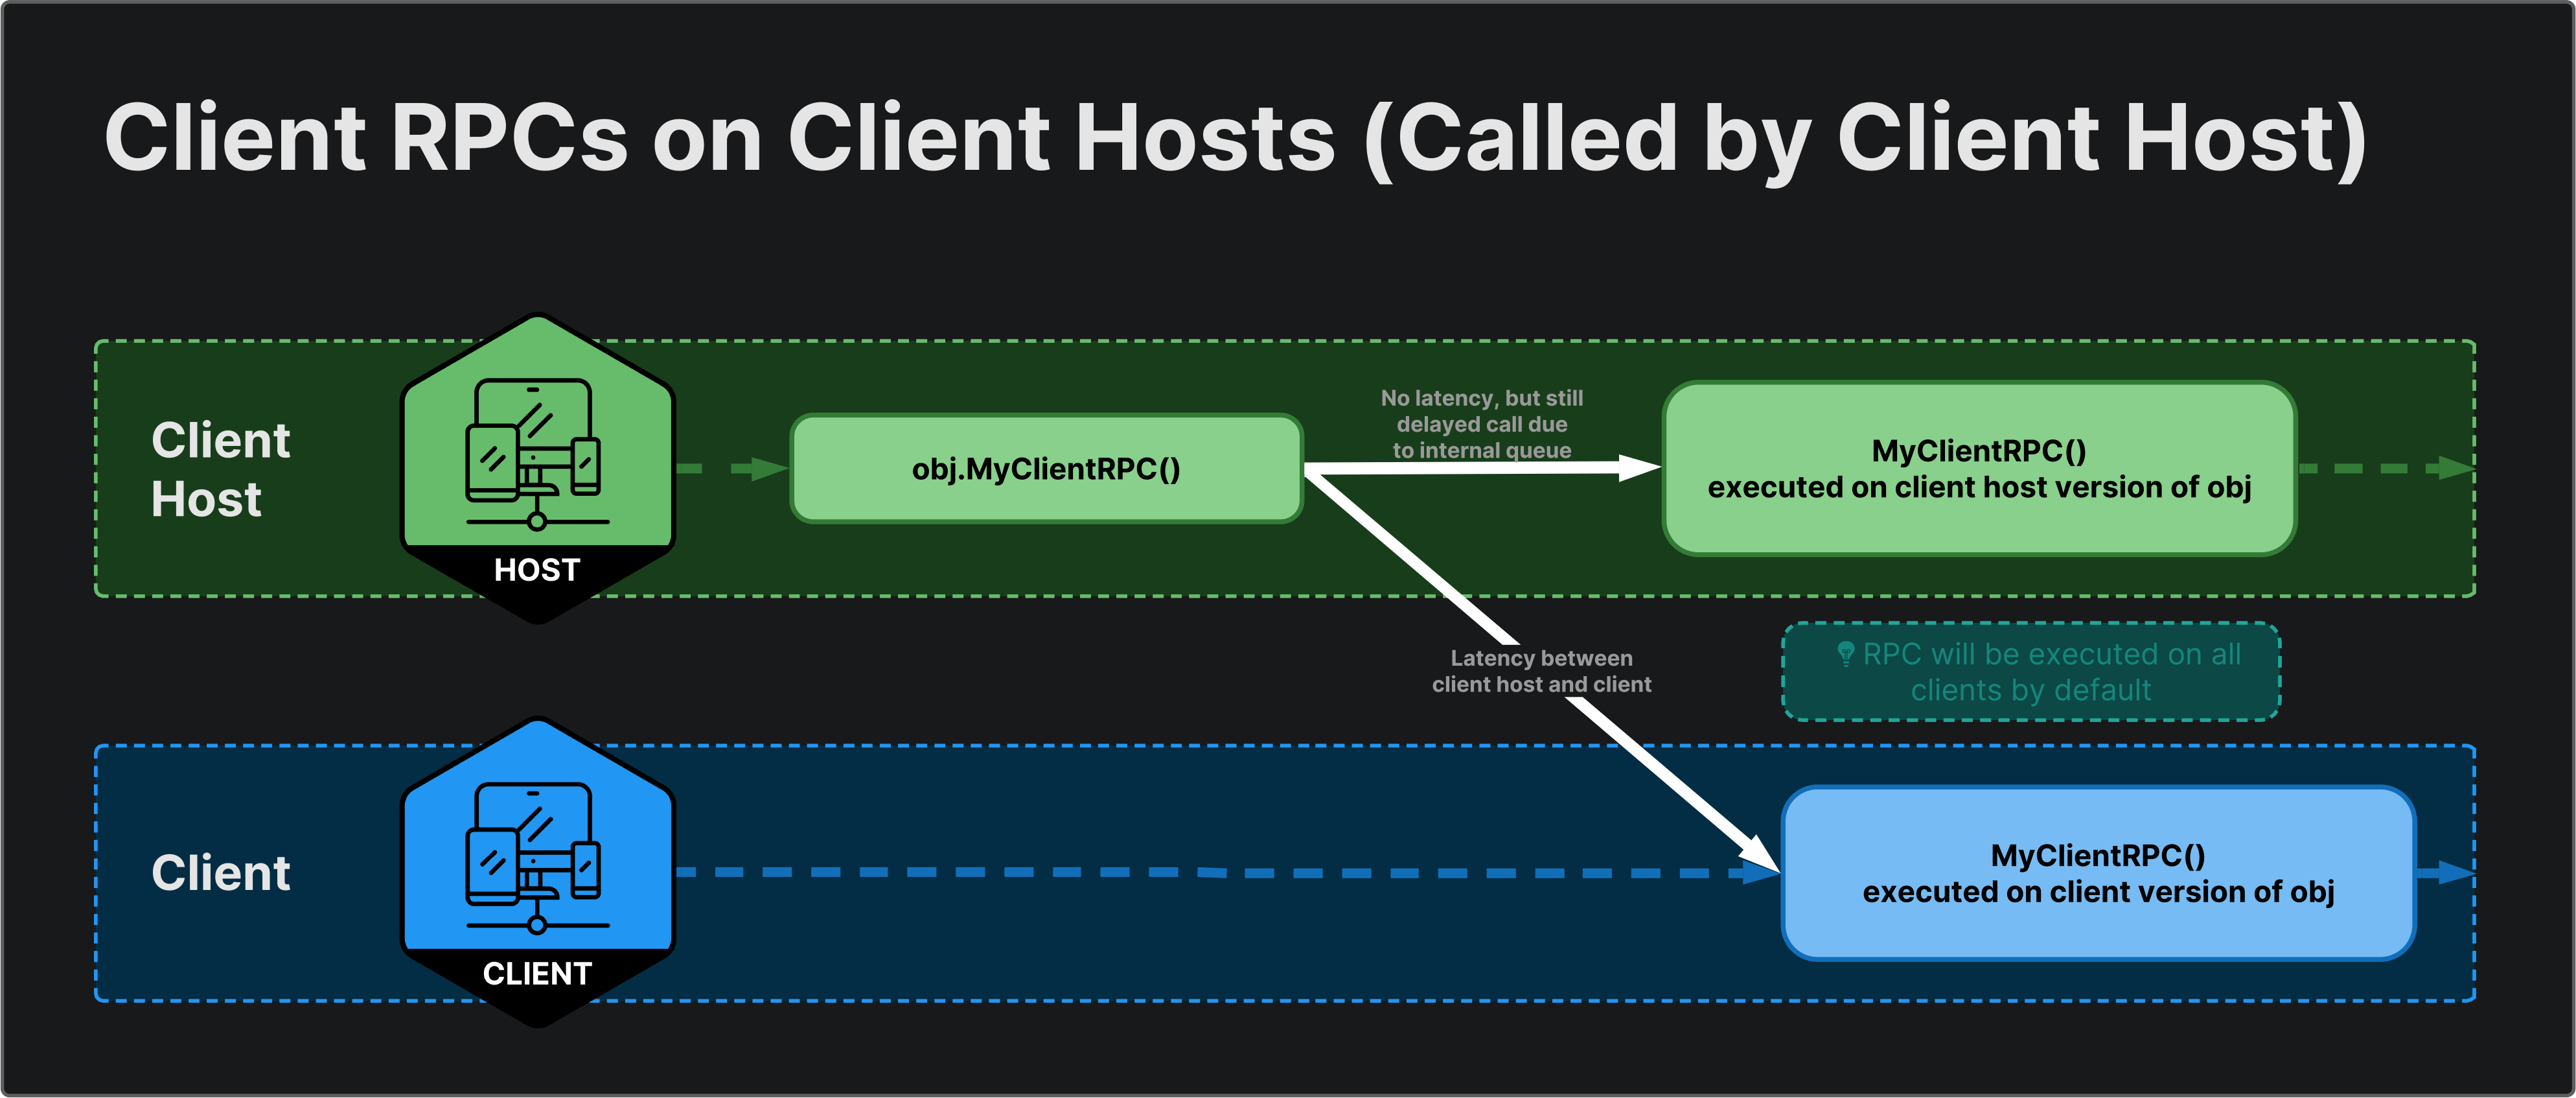 Client RPCs on Client Hosts (Called by Client Host)
Client
Host
HOST
obj.MyClientRPC()
No latency, but still
delayed call due
to internal queue
MyClientRPC()
executed on client host version of obj
Latency between
client host and client
RPC will be executed on all
clients by default
Client
CLIENT
MyClientRPC()
executed on client version of obj